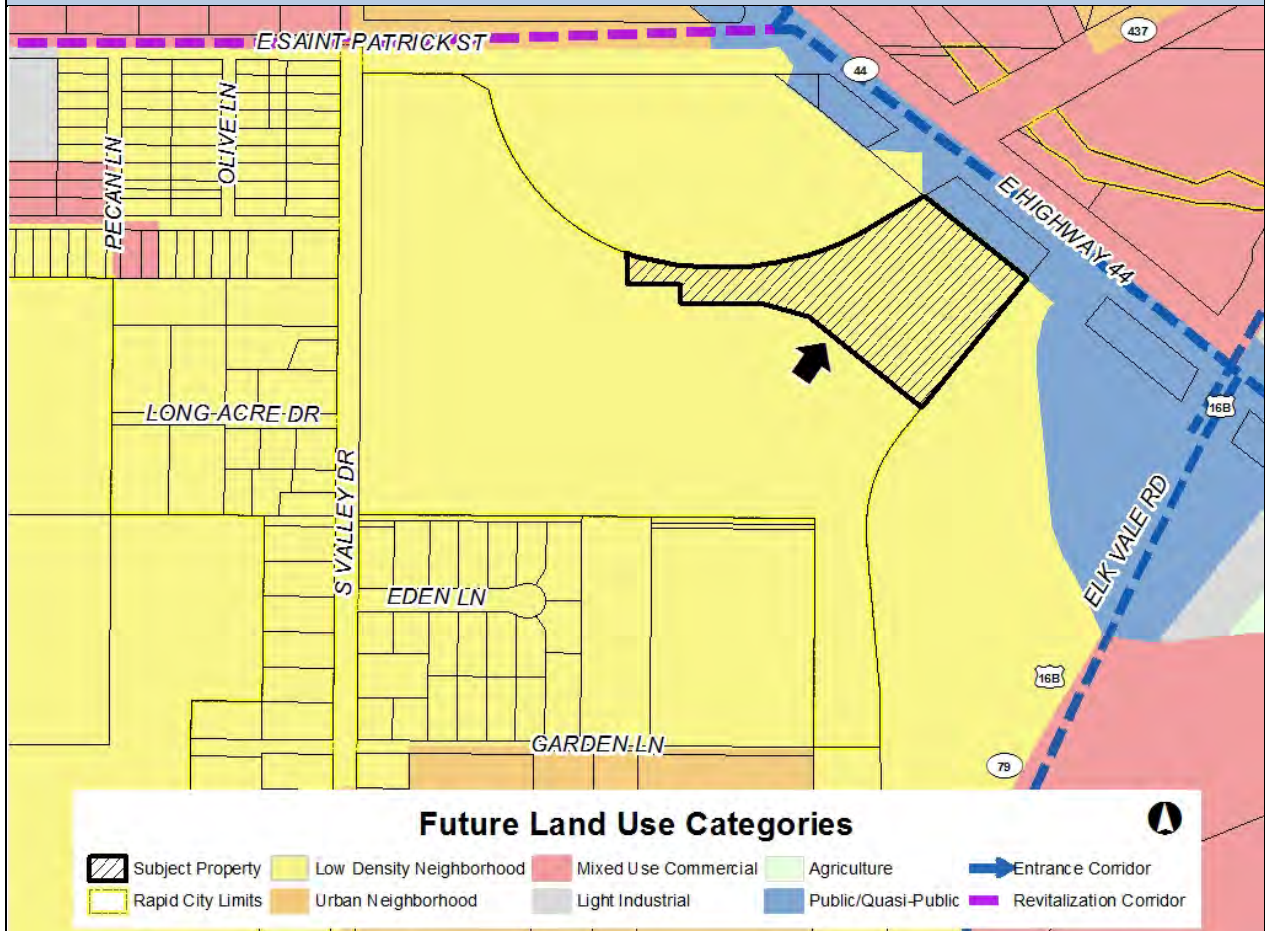 E SAINT PATRICK ST
437
44
OLIVE LN
PECAN LN
E HIGHWAY 44
LONG ACRE DR
16B
S VALLEY DR
ELK VALE RD
EDEN LN
16B
GARDEN LN
79
Future Land Use Categories
Subject Property Low Density Neighborhood Mixed Use Commercial Agriculture Entrance Corridor
Rapid City Limits Urban Neighborhood Light Industrial Public/Quasi-Public Revitalization Corridor